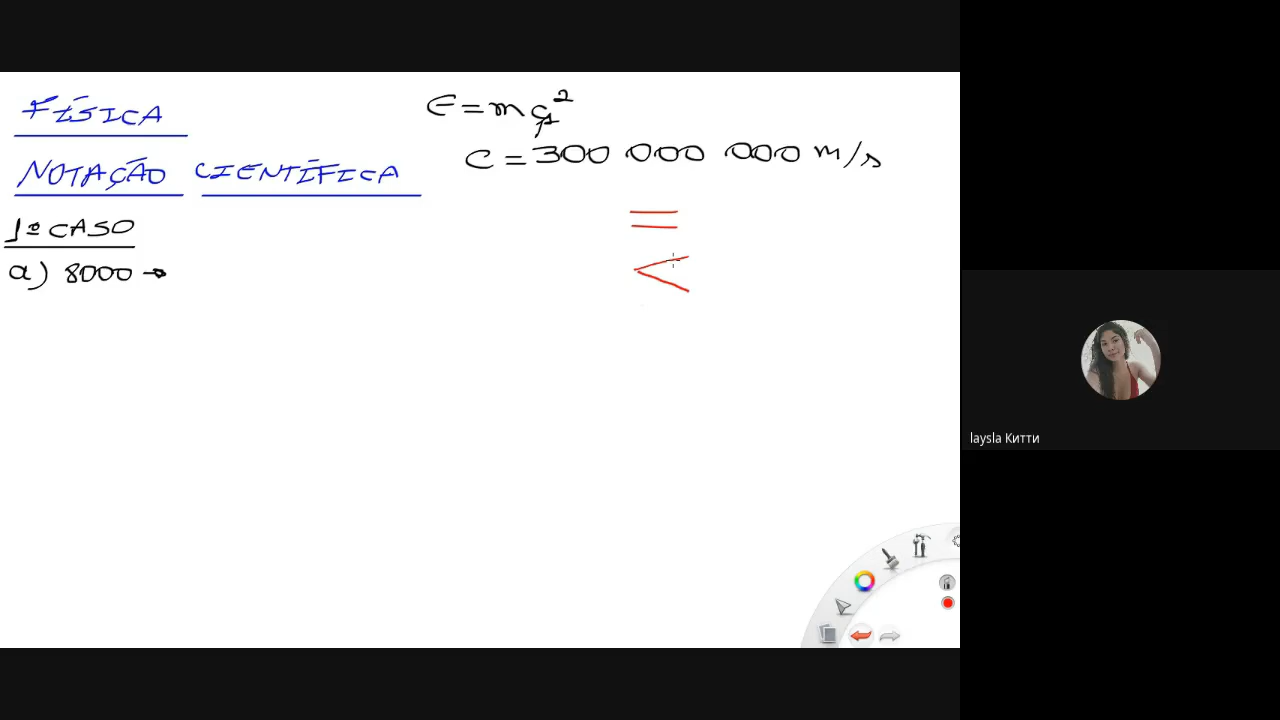 FÍSICA
NOTAÇÃO CIENTÍFICA
1º CASO
a) 8000 →
E = mc²
C = 300 000 000 m/s
=
<
laysla Китти